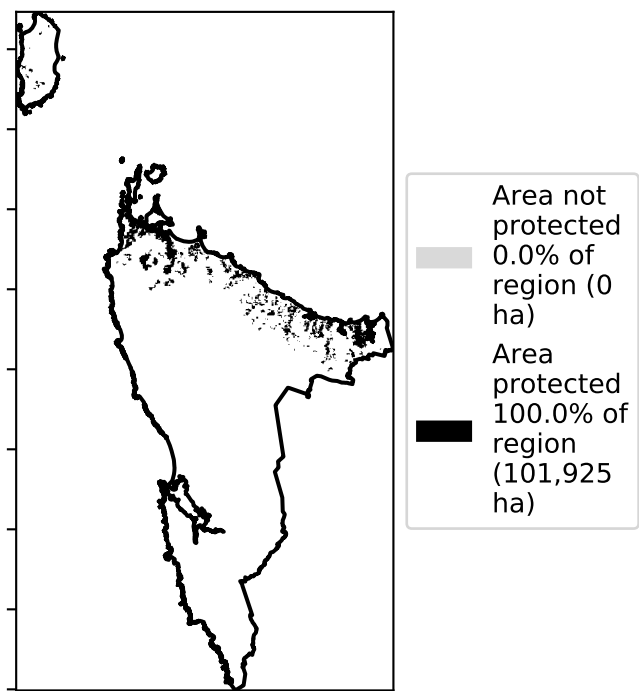 Area not
protected
0.0% of
region (0
ha)
Area
protected
100.0% of
region
(101,925
ha)